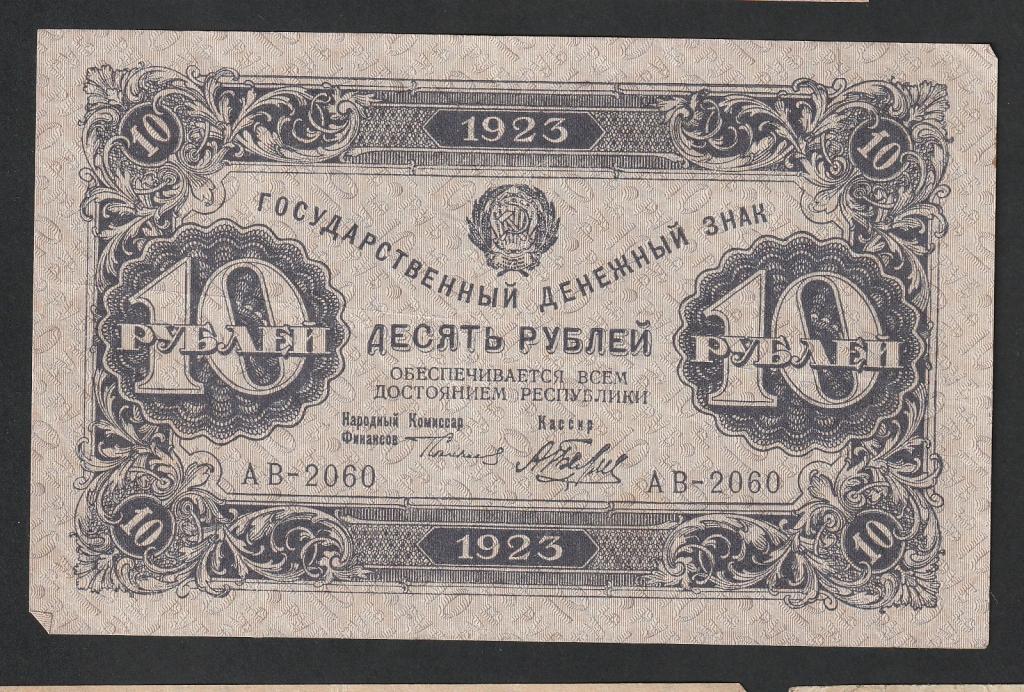 10
1923
10
ГОСУДАРСТВЕННЫЙ ДЕНЕЖНЫЙ ЗНАК
10
РУБЛЕЙ
ДЕСЯТЬ РУБЛЕЙ
10
РУБЛЕЙ
ОБЕСПЕЧИВАЕТСЯ ВСЕМ
ДОСТОЯНИЕМ РЕСПУБЛИКИ
Народный Комиссар
Финансов
Кассир
АВ-2060
АВ-2060
10
1923
10